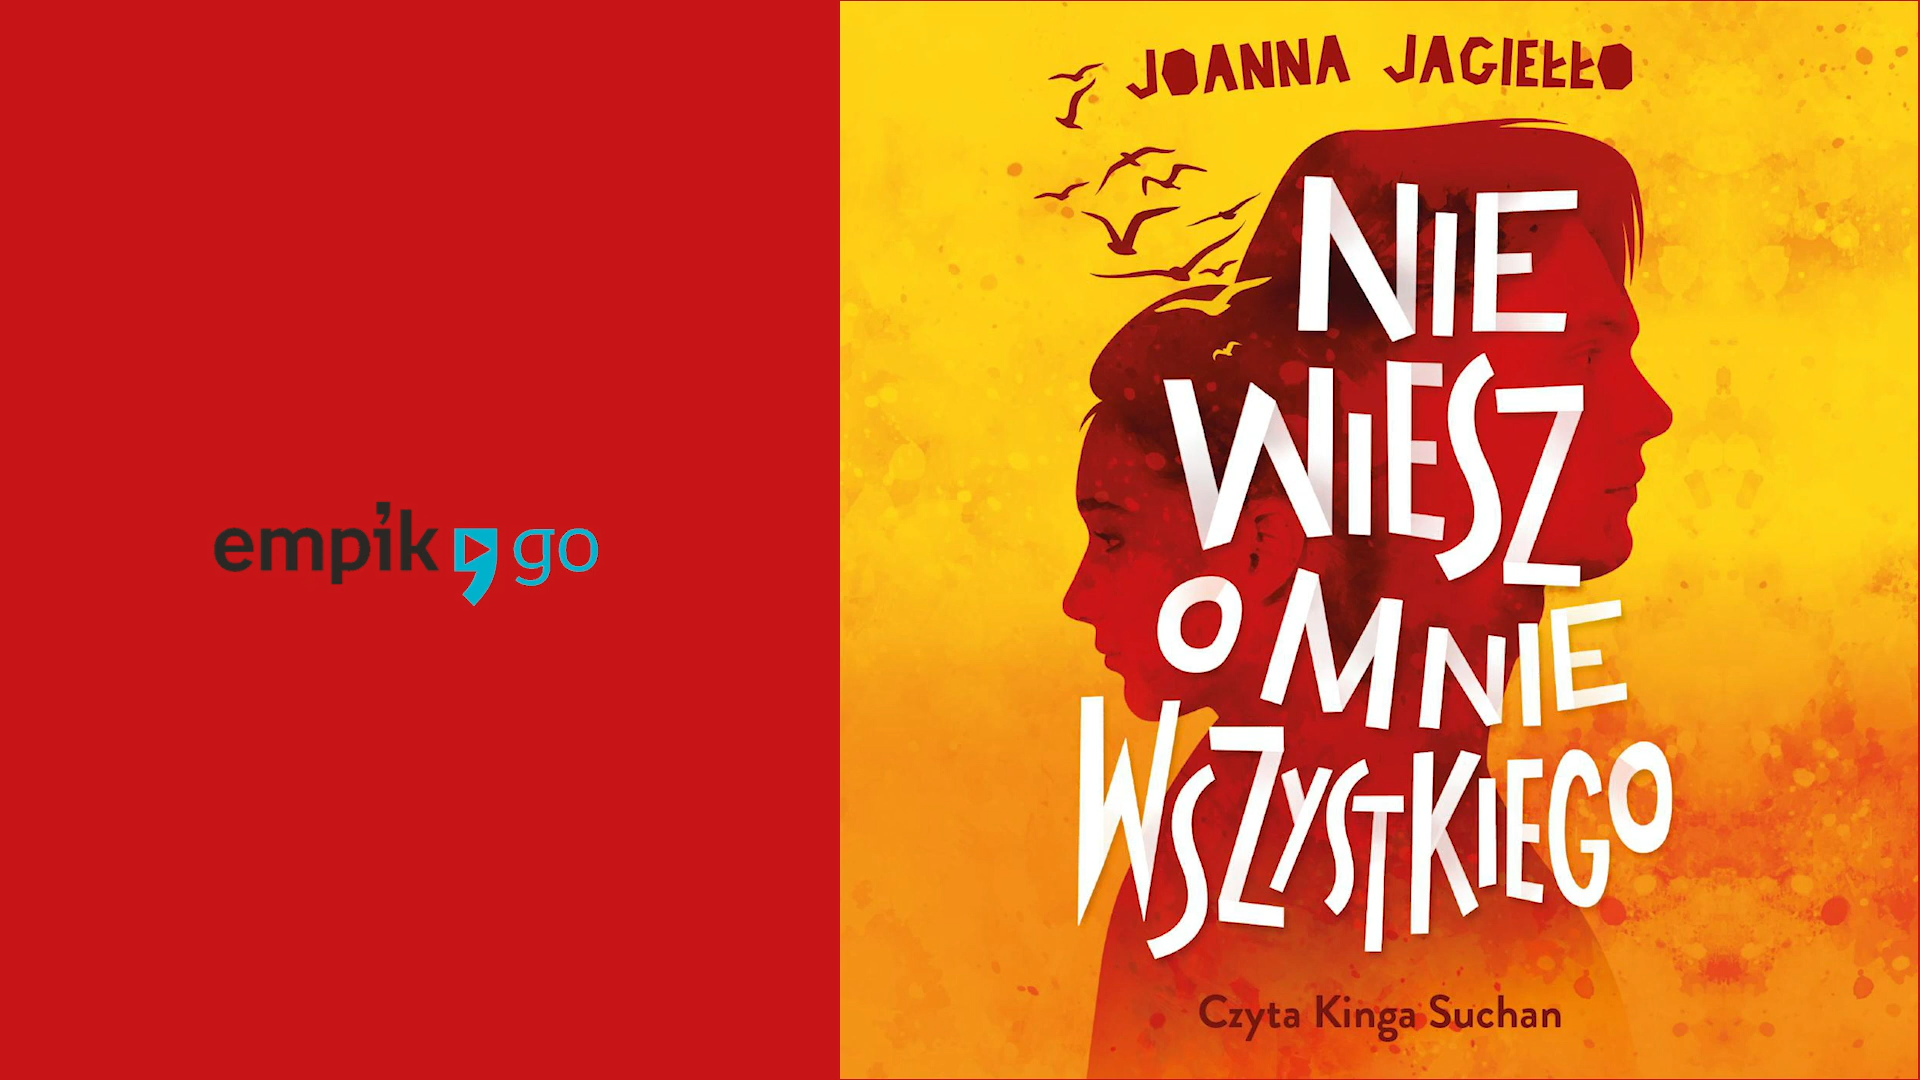 empik go
JOANNA JAGIEŁŁO
NIE
WIESZ
O MNIE
WSZYSTKIEGO
Czyta Kinga Suchan